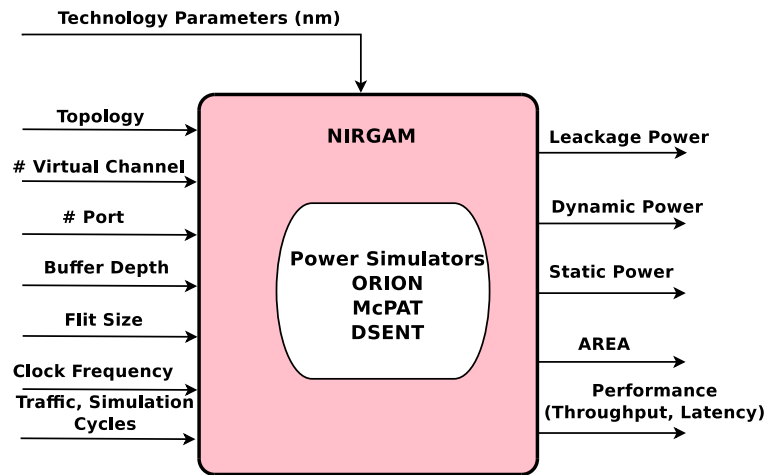 Technology Parameters (nm)
Topology
# Virtual Channel
# Port
Buffer Depth
Flit Size
Clock Frequency
Traffic, Simulation
Cycles
NIRGAM
Power Simulators
ORION
McPAT
DSENT
Leackage Power
Dynamic Power
Static Power
AREA
Performance
(Throughput, Latency)